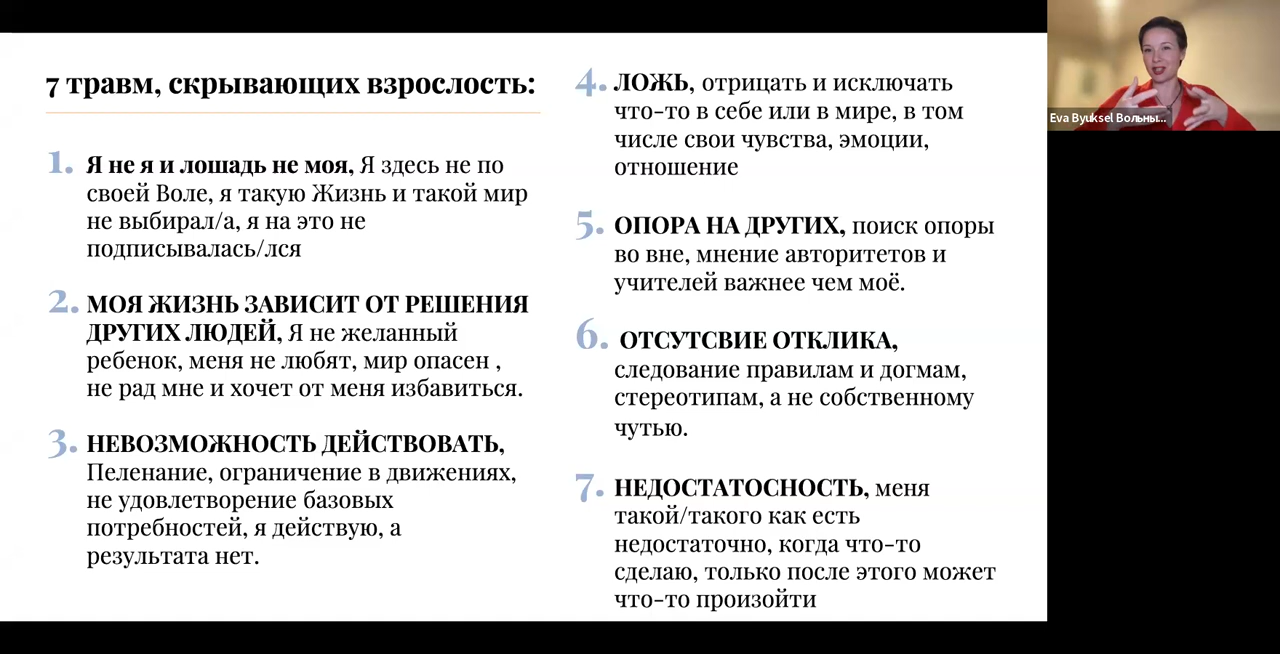 7 травм, скрывающих взрослость:
1. Я не я и лошадь не моя, Я здесь не по
своей Воле, я такую Жизнь и такой мир
не выбирал/а, я на это не
подписывалась/лся
2. МОЯ ЖИЗНЬ ЗАВИСИТ ОТ РЕШЕНИЯ
ДРУГИХ ЛЮДЕЙ, Я не желанный
ребенок, меня не любят, мир опасен ,
не рад мне и хочет от меня избавиться.
3. НЕВОЗМОЖНОСТЬ ДЕЙСТВОВАТЬ,
Пеленание, ограничение в движениях,
не удовлетворение базовых
потребностей, я действую, а
результата нет.
4. ЛОЖЬ, отрицать и исключать
что-то в себе или в мире, в том
числе свои чувства, эмоции,
отношение
5. ОПОРА НА ДРУГИХ, поиск опоры
во вне, мнение авторитетов и
учителей важнее чем моё.
6. ОТСУТСВИЕ ОТКЛИКА,
следование правилам и догмам,
стереотипам, а не собственному
чутью.
7. НЕДОСТАТОСНОСТЬ, меня
такой/такого как есть
недостаточно, когда что-то
сделаю, только после этого может
что-то произойти
Eva Byuksel Вольны...